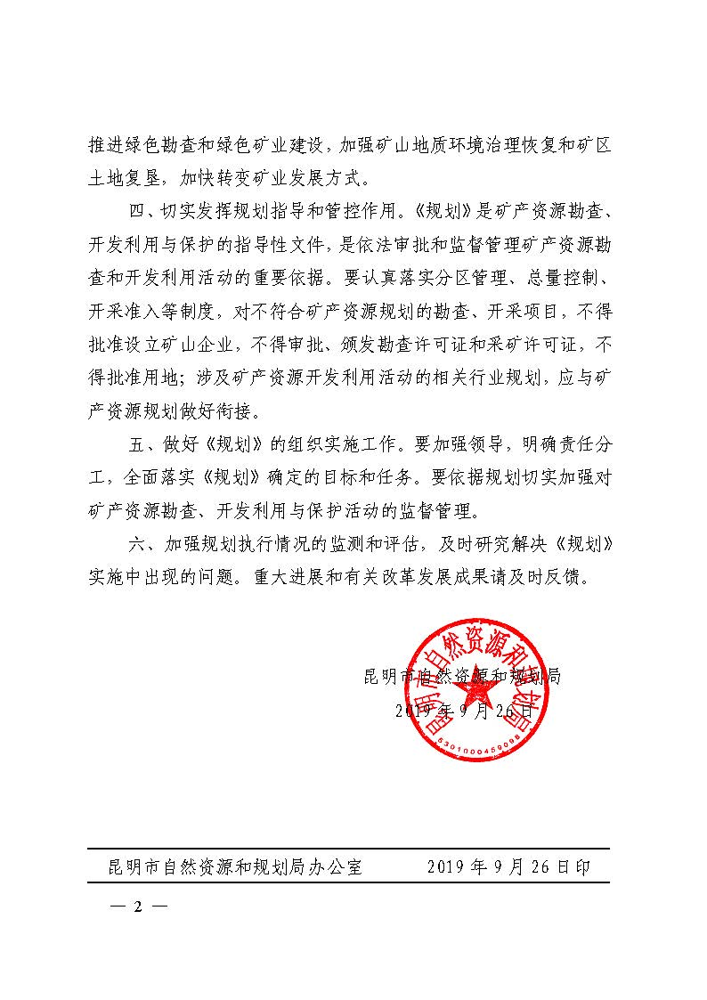 推进绿色勘查和绿色矿业建设，加强矿山地质环境治理恢复和矿区
土地复垦，加快转变矿业发展方式。
四、切实发挥规划指导和管控作用。《规划》是矿产资源勘查、
开发利用与保护的指导性文件，是依法审批和监督管理矿产资源勘
查和开发利用活动的重要依据。要认真落实分区管理、总量控制、
开采准入等制度，对不符合矿产资源规划的勘查、开采项目，不得
批准设立矿山企业，不得审批、颁发勘查许可证和采矿许可证，不
得批准用地；涉及矿产资源开发利用活动的相关行业规划，应与矿
产资源规划做好衔接。
五、做好《规划》的组织实施工作。要加强领导，明确责任分
工，全面落实《规划》确定的目标和任务。要依据规划切实加强对
矿产资源勘查、开发利用与保护活动的监督管理。
六、加强规划执行情况的监测和评估，及时研究解决《规划》
实施中出现的问题。重大进展和有关改革发展成果请及时反馈。
昆明市自然资源和规划局
2019 年 9 月 26 日
昆明市自然资源和规划局
5301000459098
昆明市自然资源和规划局办公室 2019 年 9 月 26 日印
— 2 —